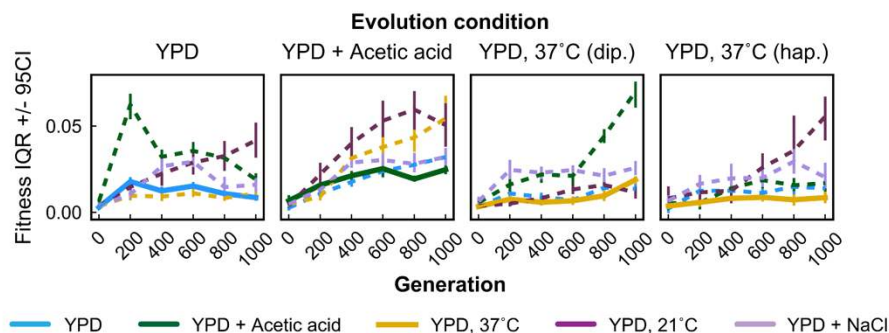 Evolution condition
YPD
YPD + Acetic acid
YPD, 37˚C (dip.)
YPD, 37˚C (hap.)
Fitness IQR +/- 95CI
0.05
0.00
0 200 400 600 800 1000
0 200 400 600 800 1000
0 200 400 600 800 1000
0 200 400 600 800 1000
Generation
YPD
YPD + Acetic acid
YPD, 37˚C
YPD, 21˚C
YPD + NaCl